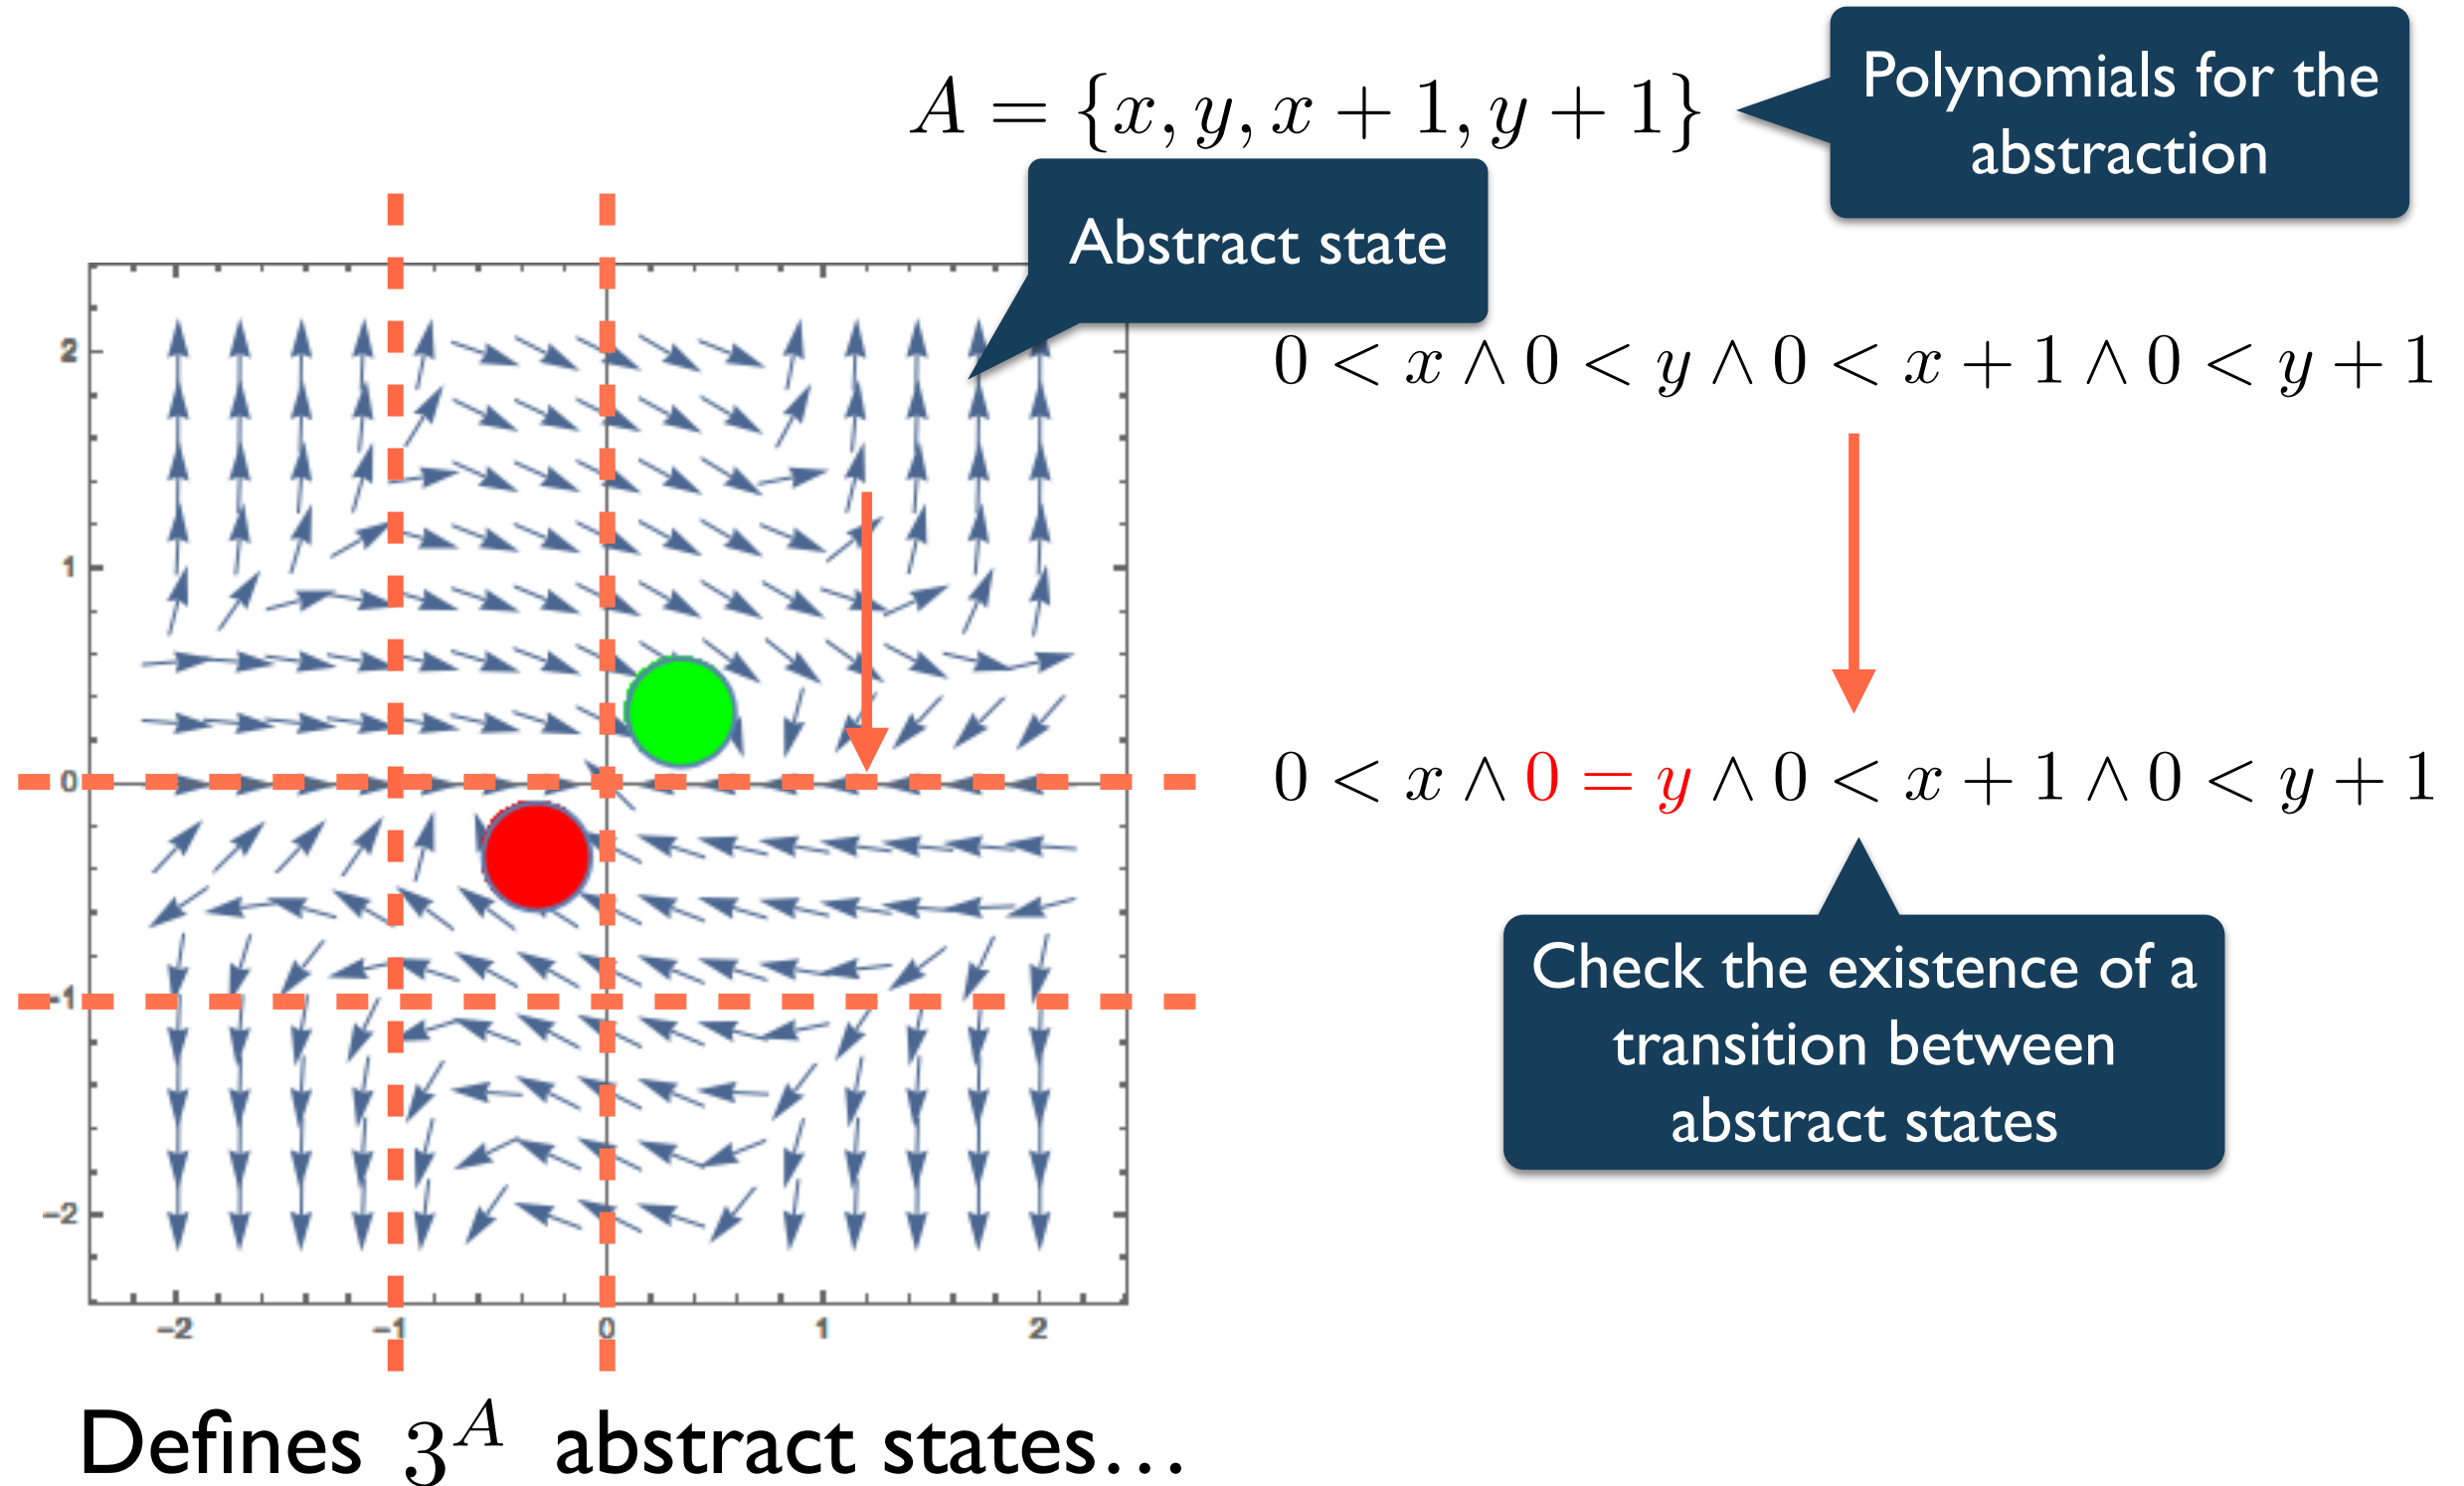 A = {x, y, x + 1, y + 1}
Polynomials for the
abstraction
Abstract state
0 < x ∧ 0 < y ∧ 0 < x + 1 ∧ 0 < y + 1
0 < x ∧ 0 = y ∧ 0 < x + 1 ∧ 0 < y + 1
Check the existence of a
transition between
abstract states
2
1
0
-1
-2
-2 -1 0 1 2
Defines 3^A abstract states...